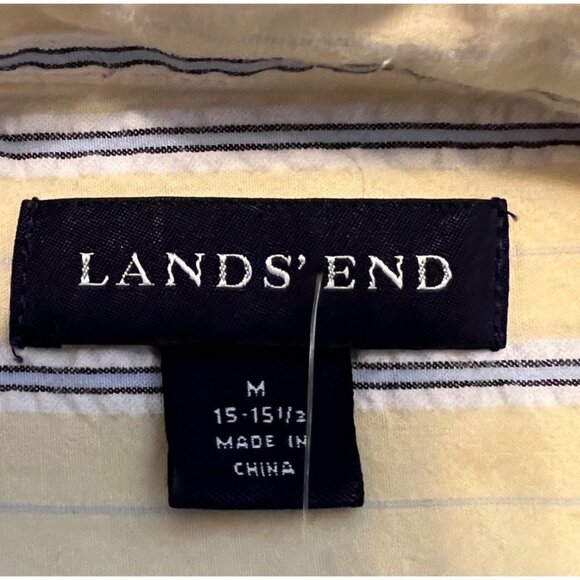 LANDS' END
M
15-15 1/2
MADE IN
CHINA